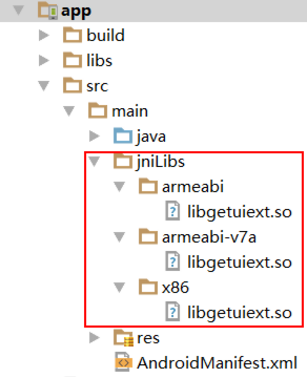 app
build
libs
src
main
java
jniLibs
armeabi
libgetuiext.so
armeabi-v7a
libgetuiext.so
x86
libgetuiext.so
res
AndroidManifest.xml